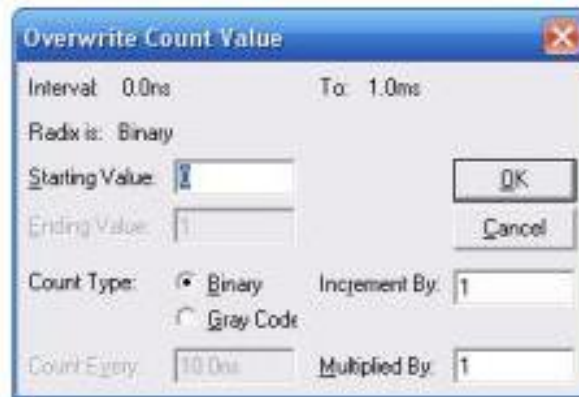 Overwrite Count Value
Interval: 0.0ns To: 1.0ms
Radix is: Binary
Starting Value: 0 OK
Ending Value: 1 Cancel
Count Type: Binary Increment By: 1
Gray Code
Count Every: 10.0ns Multiplied By: 1